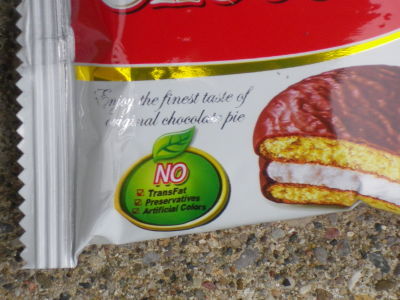 Enjoy the finest taste of
original chocolate pie
NO
TransFat
Preservatives
Artificial Colors